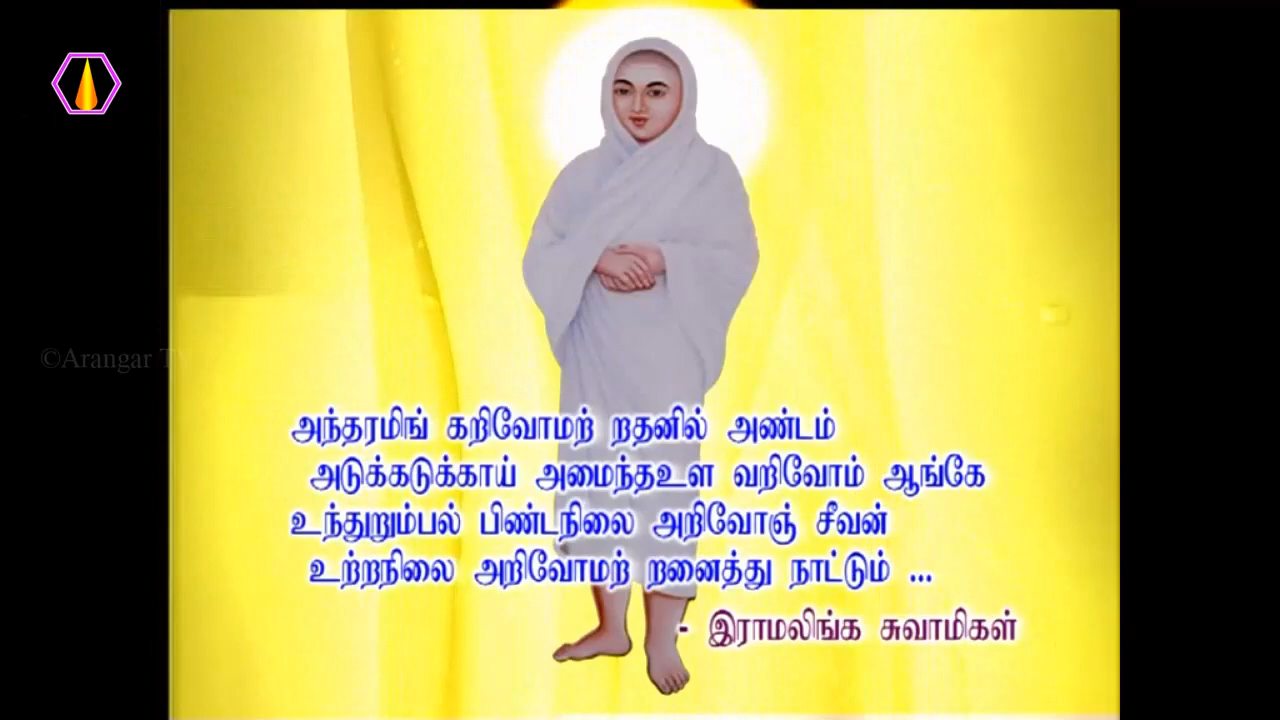 ©Arangar T
அந்தரமிங் கறிவோமற் றதனில் அண்டம்
அடுக்கடுக்காய் அமைந்தஉள வறிவோம் ஆங்கே
உந்துறும்பல் பிண்டநிலை அறிவோஞ் சீவன்
உற்றநிலை அறிவோமற் றனைத்து நாட்டும் ...
- இராமலிங்க சுவாமிகள்